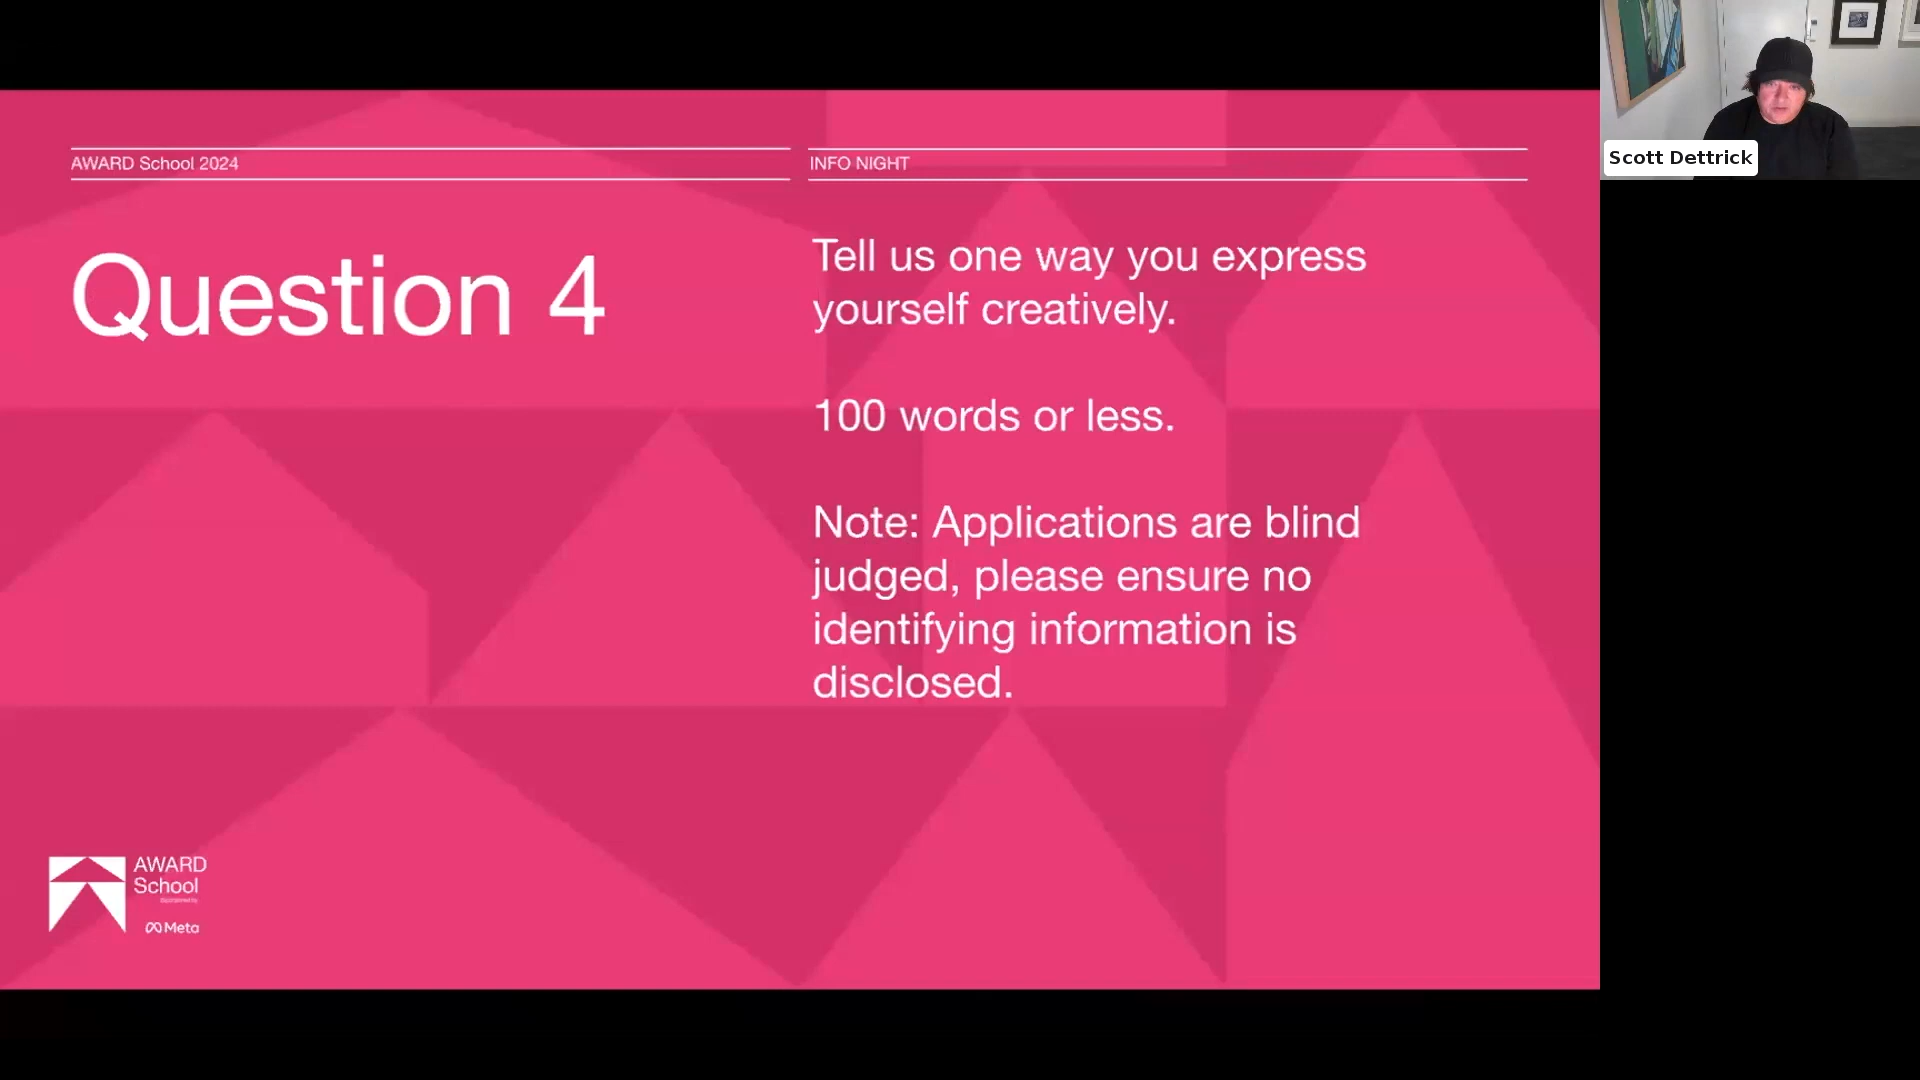 AWARD School 2024
INFO NIGHT
Question 4
Tell us one way you express
yourself creatively.
100 words or less.
Note: Applications are blind
judged, please ensure no
identifying information is
disclosed.
AWARD
School
Meta
Scott Dettrick